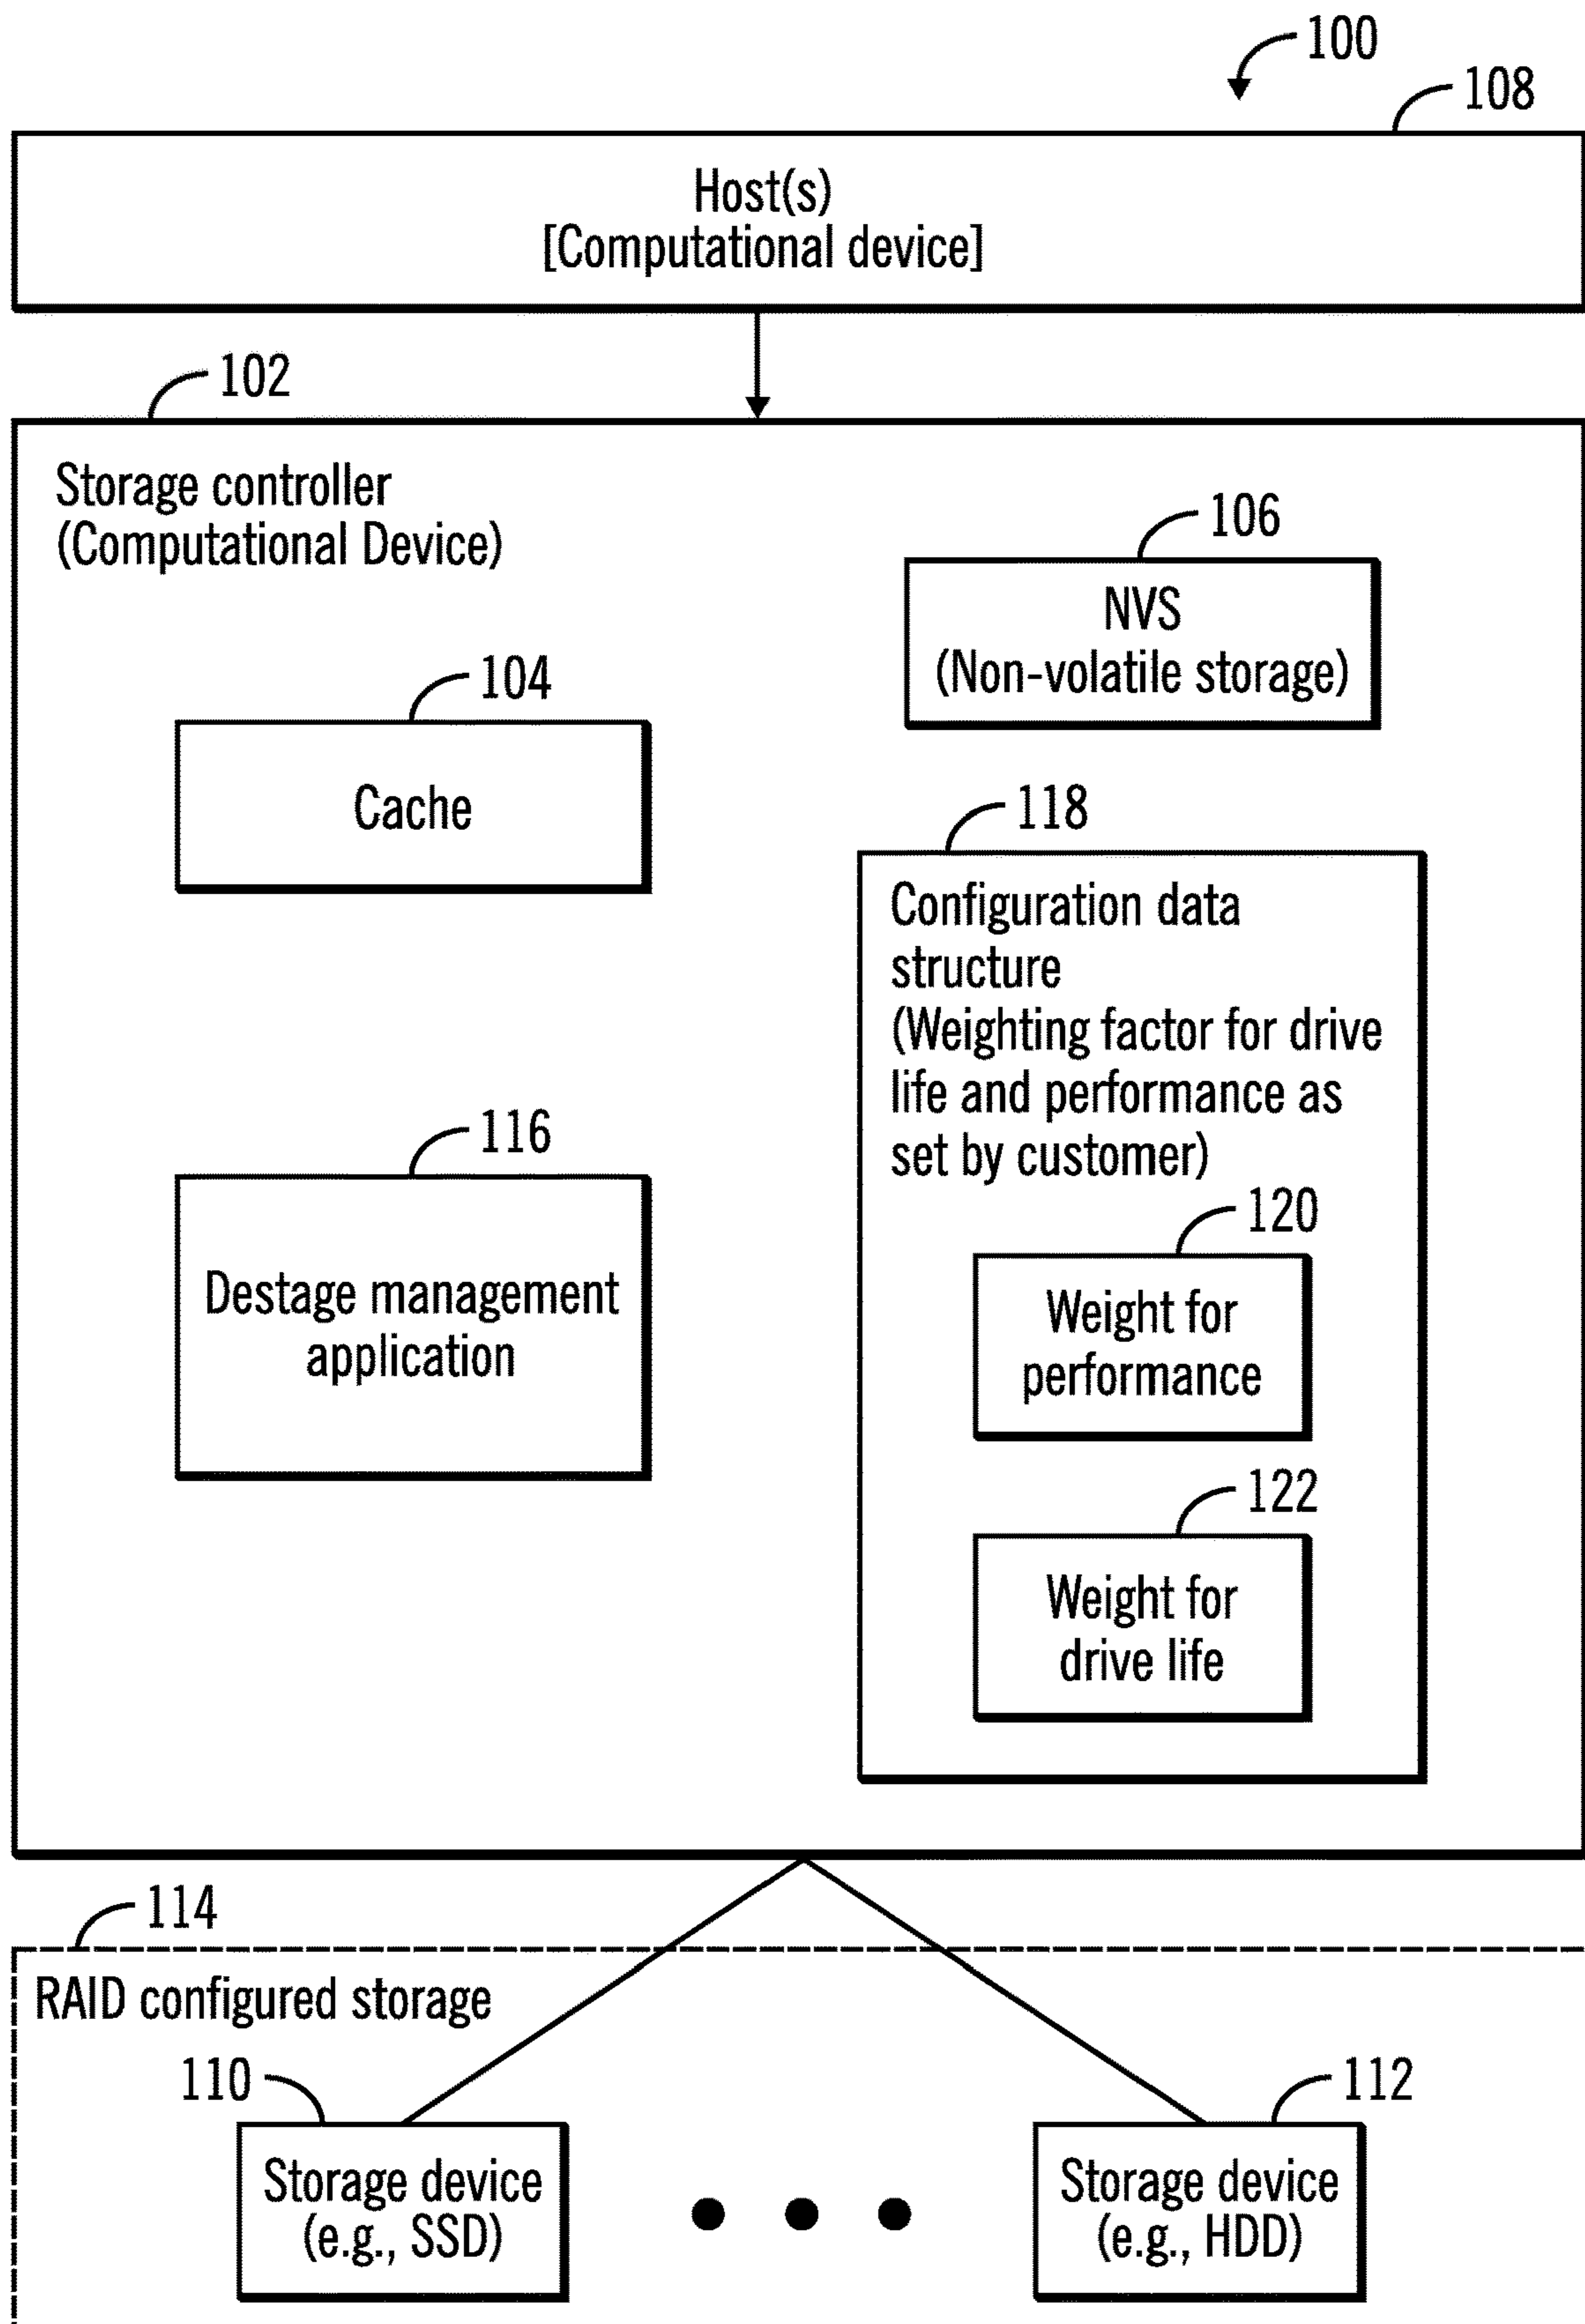 100
108
Host(s)
[Computational device]
102
Storage controller
(Computational Device)
106
NVS
(Non-volatile storage)
104
Cache
118
Configuration data
structure
(Weighting factor for drive
life and performance as
set by customer)
116
Destage management
application
120
Weight for
performance
122
Weight for
drive life
114
RAID configured storage
110
Storage device
(e.g., SSD)
112
Storage device
(e.g., HDD)